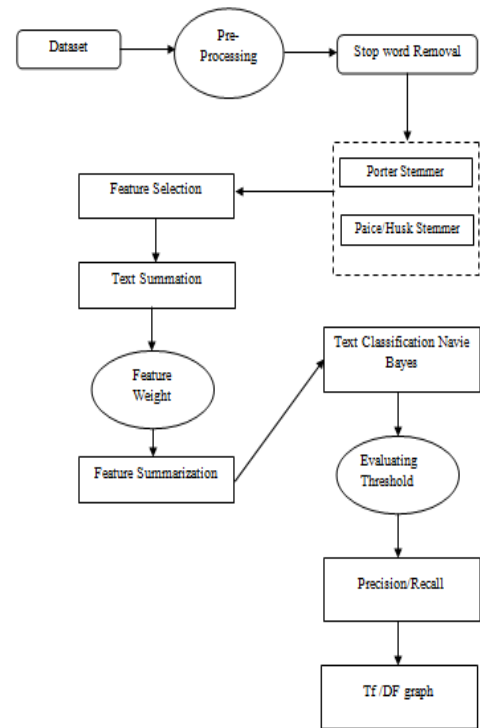 Dataset
Pre-
Processing
Stop word Removal
Porter Stemmer
Paice/Husk Stemmer
Feature Selection
Text Summation
Feature
Weight
Feature Summarization
Text Classification Navie
Bayes
Evaluating
Threshold
Precision/Recall
Tf /DF graph